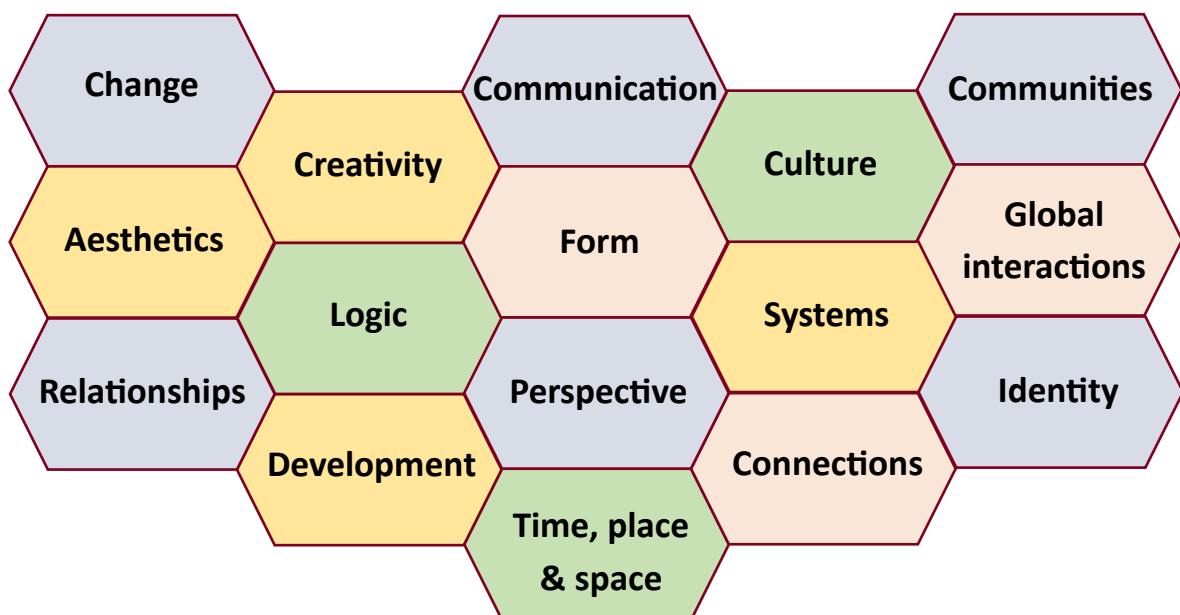 Change
Communication
Communities
Creativity
Culture
Aesthetics
Form
Global
interactions
Logic
Systems
Relationships
Perspective
Identity
Development
Connections
Time, place
& space